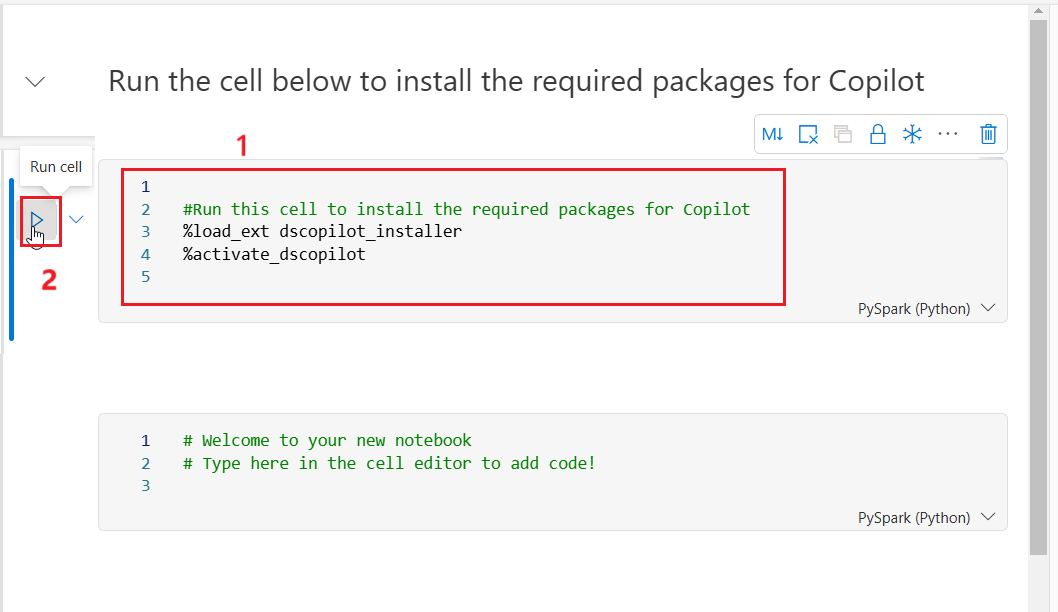 Run the cell below to install the required packages for Copilot
M↓
1
Run cell
1
2 #Run this cell to install the required packages for Copilot
3 %load_ext dscopilot_installer
4 %activate_dscopilot
5
2
PySpark (Python)
1 # Welcome to your new notebook
2 # Type here in the cell editor to add code!
3
PySpark (Python)